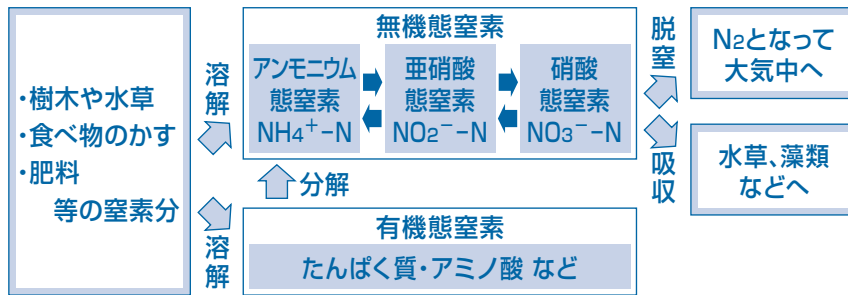 ・樹木や水草
・食べ物のかす
・肥料
等の窒素分
溶解
溶解
無機態窒素
アンモニウム
態窒素
NH4+-N
亜硝酸
態窒素
NO2--N
硝酸
態窒素
NO3--N
分解
有機態窒素
たんぱく質・アミノ酸 など
脱窒
吸収
N2となって
大気中へ
水草、藻類
などへ